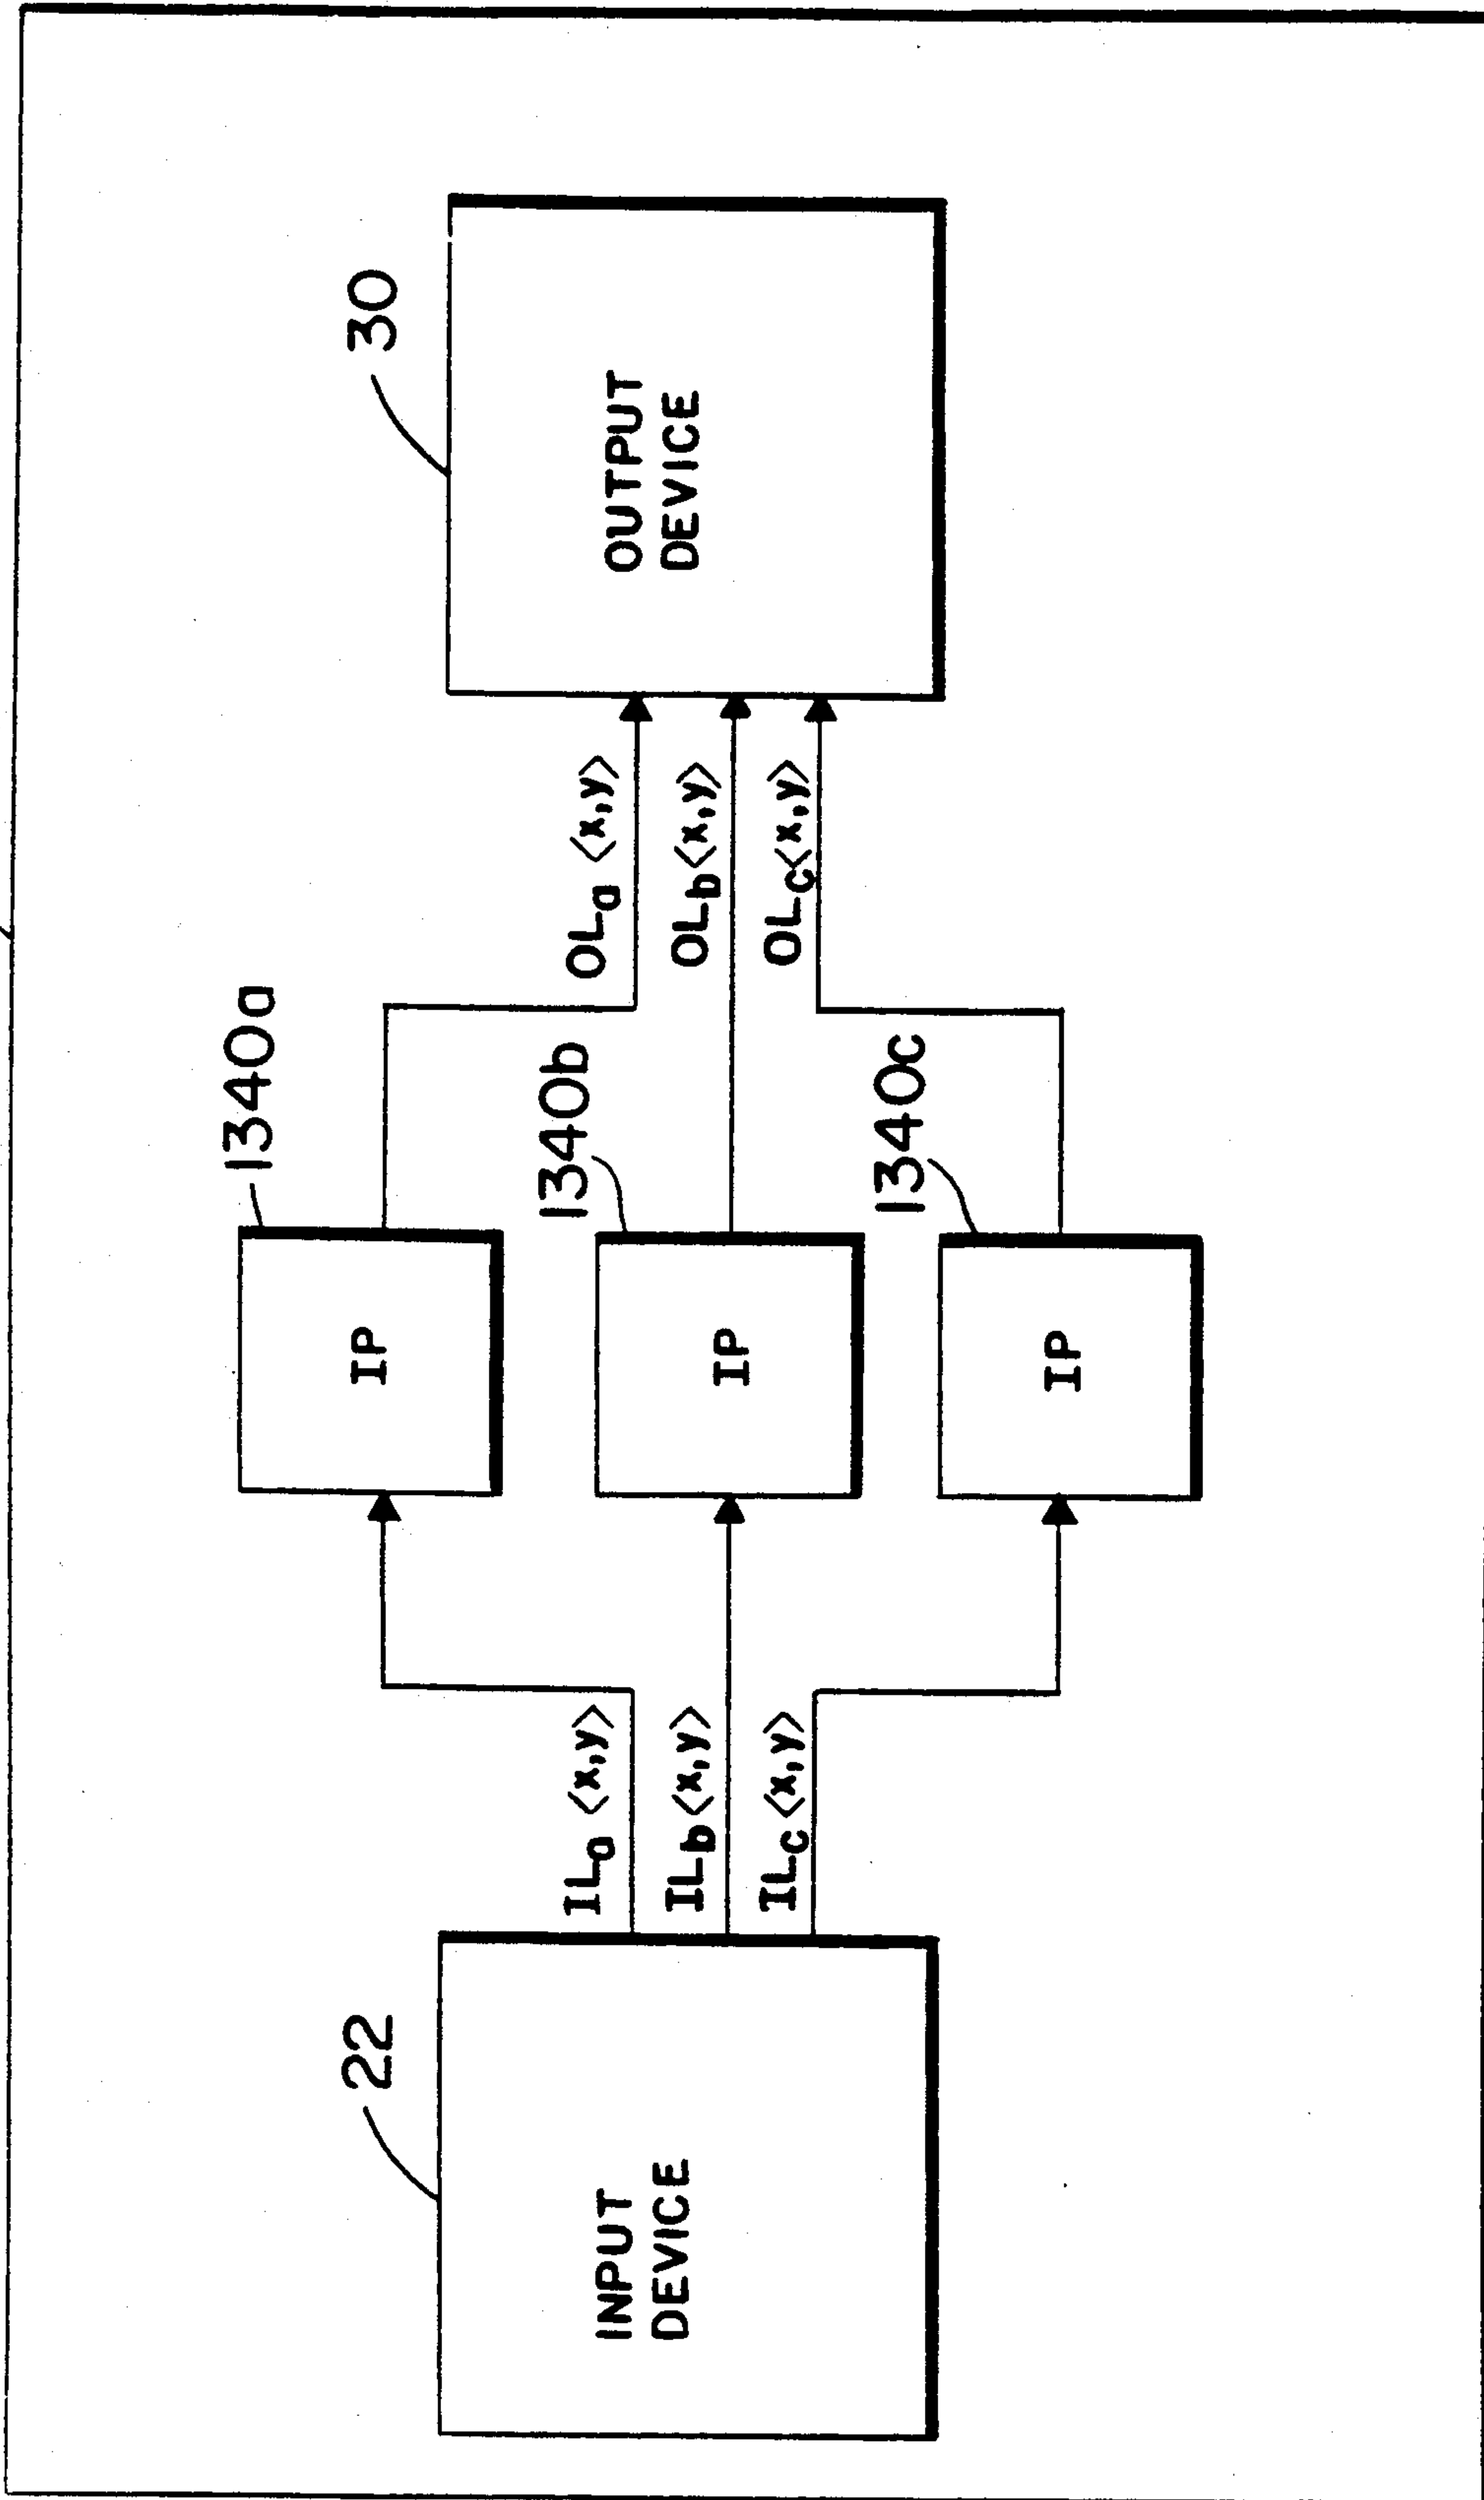 1340a
22
30
IP
ILa <x,y>
OLa <x,y>
1340b
INPUT
DEVICE
ILb<x,y>
IP
OLb<x,y>
OUTPUT
DEVICE
ILc<x,y>
OLc<x,y>
1340c
IP